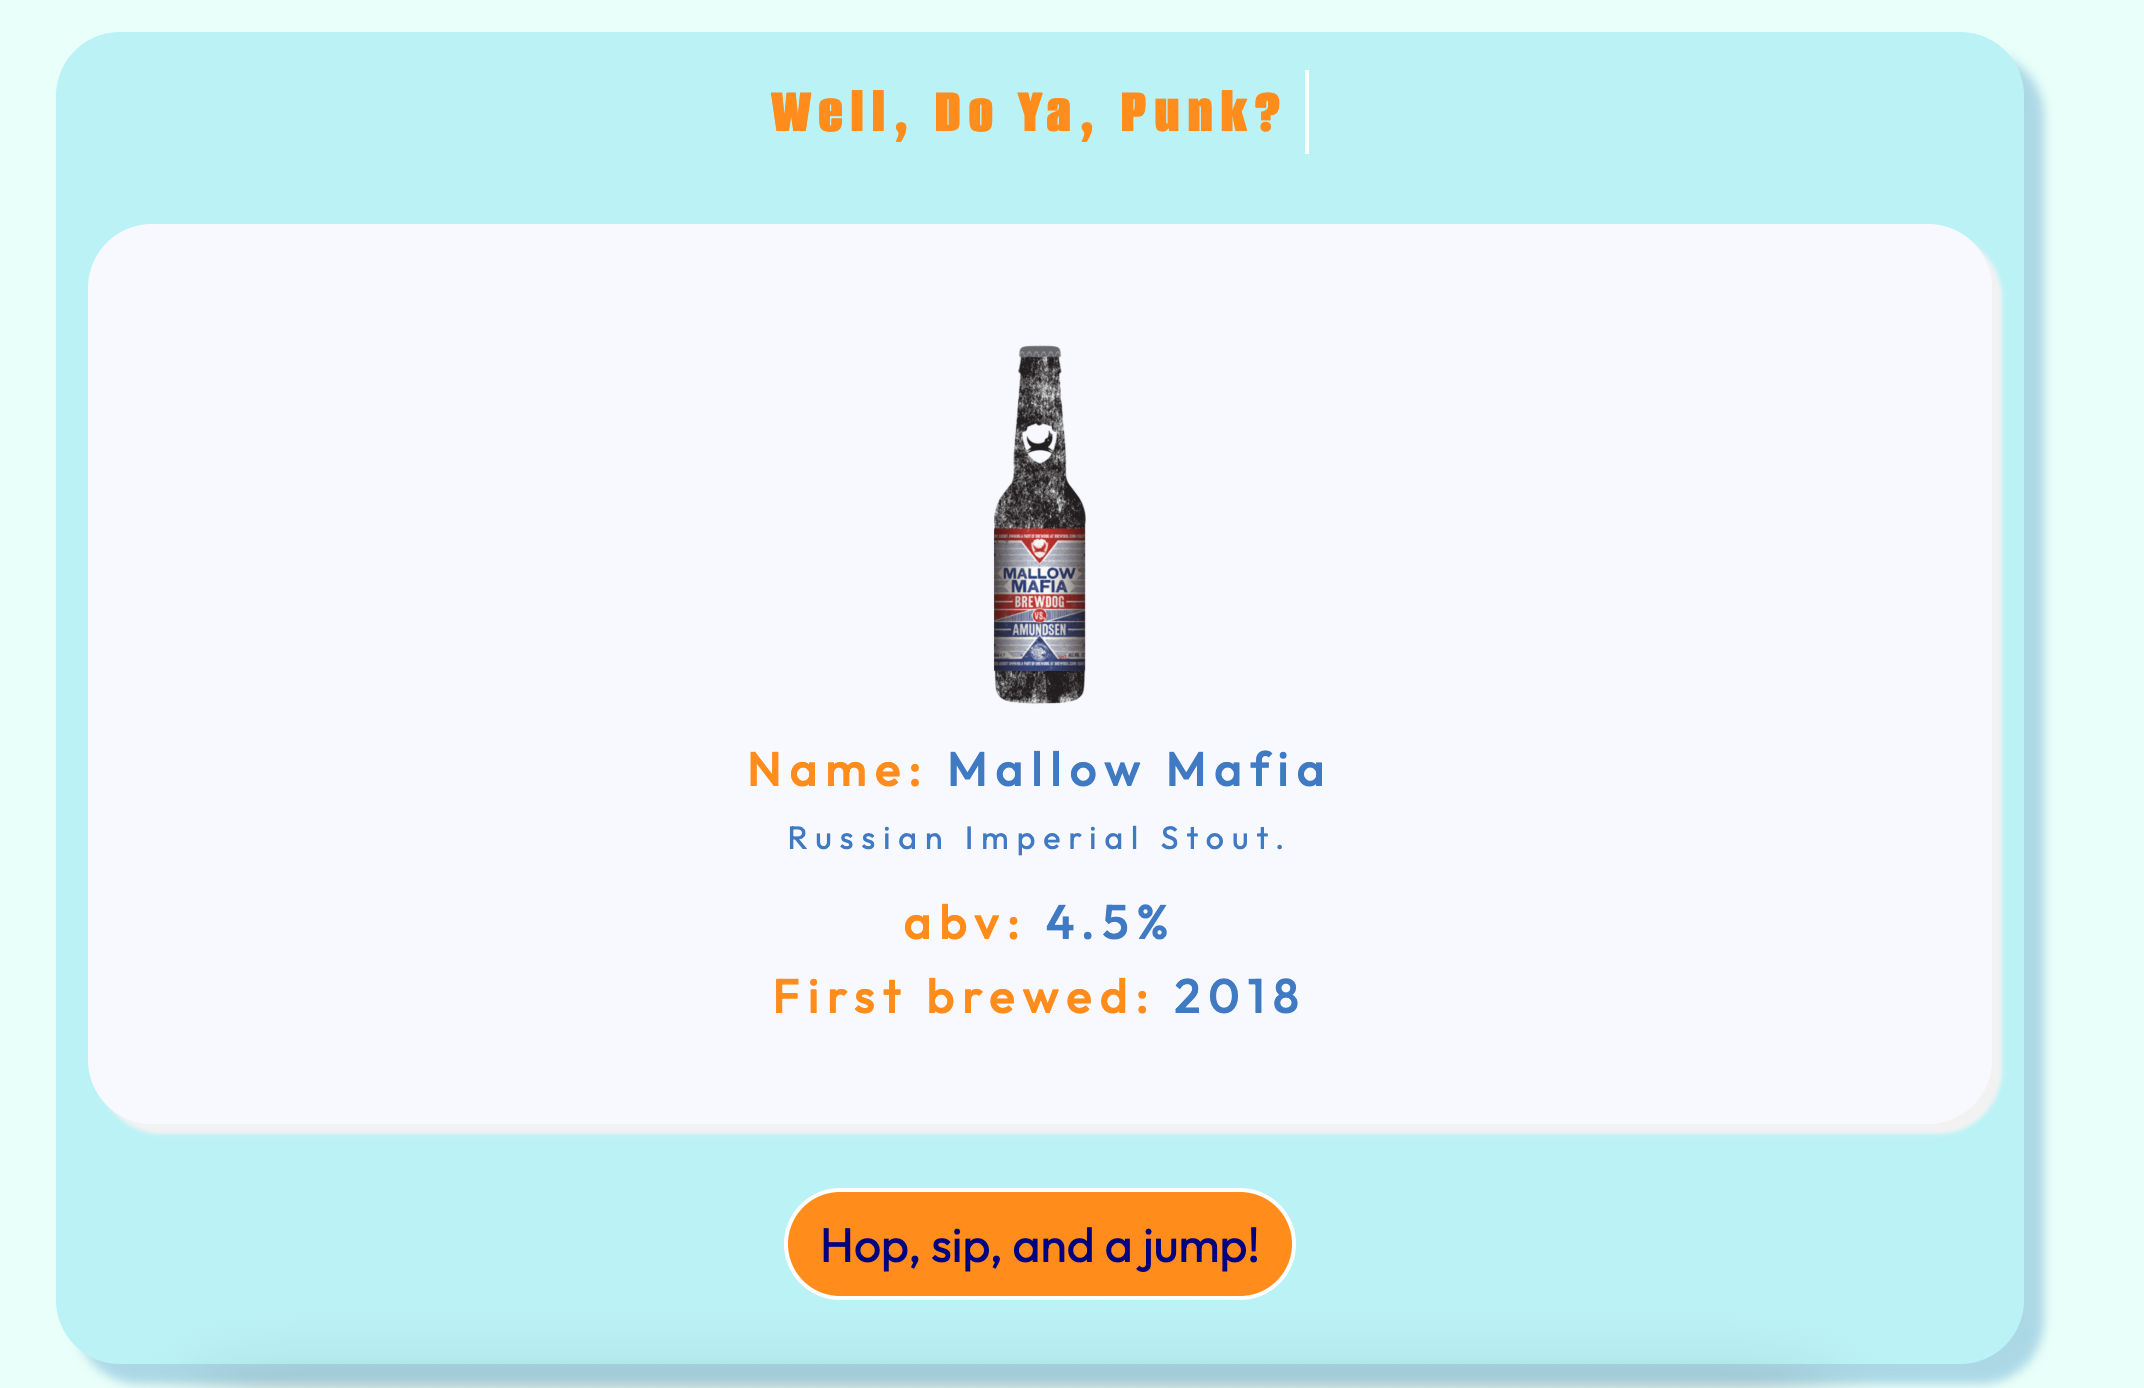 Well, Do Ya, Punk?
MALLOW
MAFIA
BREWDOG
VS.
AMUNDSEN
Name: Mallow Mafia
Russian Imperial Stout.
abv: 4.5%
First brewed: 2018
Hop, sip, and a jump!